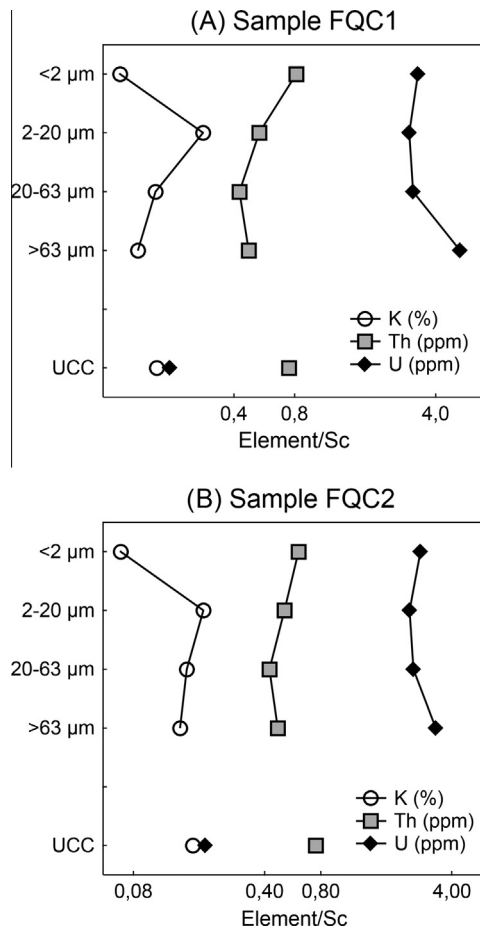 (A) Sample FQC1
<2 µm
2-20 µm
20-63 µm
>63 µm
K (%)
Th (ppm)
U (ppm)
UCC
0,4 0,8 4,0
Element/Sc
(B) Sample FQC2
<2 µm
2-20 µm
20-63 µm
>63 µm
K (%)
Th (ppm)
U (ppm)
UCC
0,08 0,40 0,80 4,00
Element/Sc